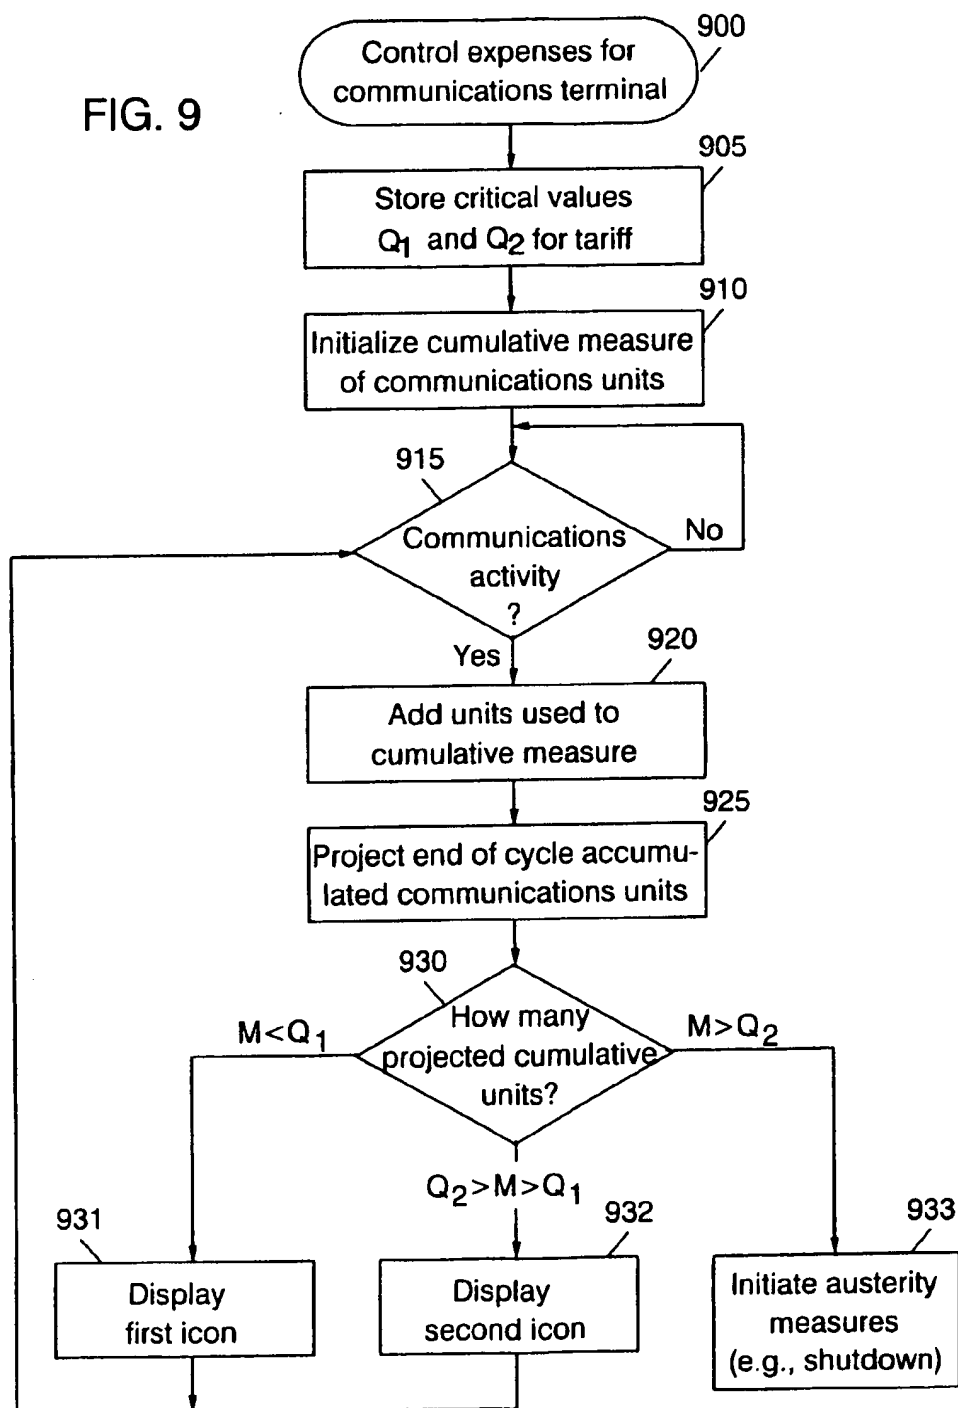 FIG. 9
900
Control expenses for
communications terminal
905
Store critical values
Q1 and Q2 for tariff
910
Initialize cumulative measure
of communications units
915
Communications
activity
?
No
Yes
920
Add units used to
cumulative measure
925
Project end of cycle accumu-
lated communications units
930
How many
projected cumulative
units?
M<Q1
M>Q2
Q2>M>Q1
931
Display
first icon
932
Display
second icon
933
Initiate austerity
measures
(e.g., shutdown)